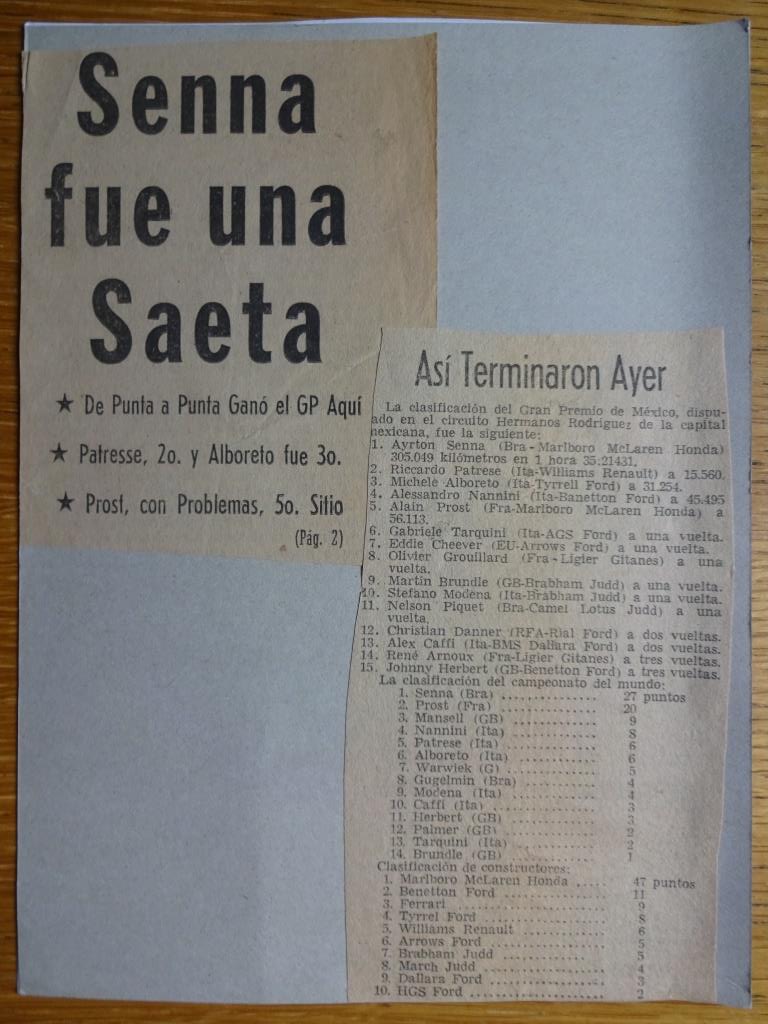 Senna
fue una
Saeta
★ De Punta a Punta Ganó el GP Aquí
★ Patresse, 2o. y Alboreto fue 3o.
★ Prost, con Problemas, 5o. Sitio
(Pág. 2)
Así Terminaron Ayer
La clasificación del Gran Premio de México, dispu-
ado en el circuito Hermanos Rodríguez de la capital
mexicana, fue la siguiente:
1. Ayrton Senna (Bra-Marlboro McLaren Honda)
305.049 kilómetros en 1 hora 35.21431.
2. Riccardo Patrese (Ita-Williams Renault) a 15.560.
3. Michele Alboreto (Ita-Tyrrell Ford) a 31.254.
4. Alessandro Nannini (Ita-Banetton Ford) a 45.495
5. Alain Prost (Fra-Marlboro McLaren Honda) a
56.113.
6. Gabriele Tarquini (Ita-AGS Ford) a una vuelta.
7. Eddie Cheever (EU-Arrows Ford) a una vuelta.
8. Olivier Grouillard (Fra-Ligier Gitanes) a una
vuelta.
9. Martin Brundle (GB-Brabham Judd) a una vuelta.
10. Stefano Modena (Ita-Brabham Judd) a una vuelta.
11. Nelson Piquet (Bra-Camel Lotus Judd) a una
vuelta.
12. Christian Danner (RFA-Rial Ford) a dos vueltas.
13. Alex Caffi (Ita-BMS Dallara Ford) a dos vueltas.
14. René Arnoux (Fra-Ligier Gitanes) a tres vueltas.
15. Johnny Herbert (GB-Benetton Ford) a tres vueltas.
La clasificación del campeonato del mundo:
1. Senna (Bra) .............. 27 puntos
2. Prost (Fra) .............. 20
3. Mansell (GB) .............. 9
4. Nannini (Ita) .............. 8
5. Patrese (Ita) .............. 6
6. Alboreto (Ita) .............. 6
7. Warwiek (G) .............. 5
8. Gugelmin (Bra) .............. 4
9. Modena (Ita) .............. 4
10. Caffi (Ita) .............. 3
11. Herbert (GB) .............. 3
12. Palmer (GB) .............. 2
13. Tarquini (Ita) .............. 2
14. Brundle (GB) .............. 1
Clasificación de constructores:
1. Marlboro McLaren Honda ..... 47 puntos
2. Benetton Ford .............. 11
3. Ferrari .............. 9
4. Tyrrel Ford .............. 8
5. Williams Renault .............. 6
6. Arrows Ford .............. 5
7. Brabham Judd .............. 5
8. March Judd .............. 4
9. Dallara Ford .............. 3
10. HGS Ford .............. 2